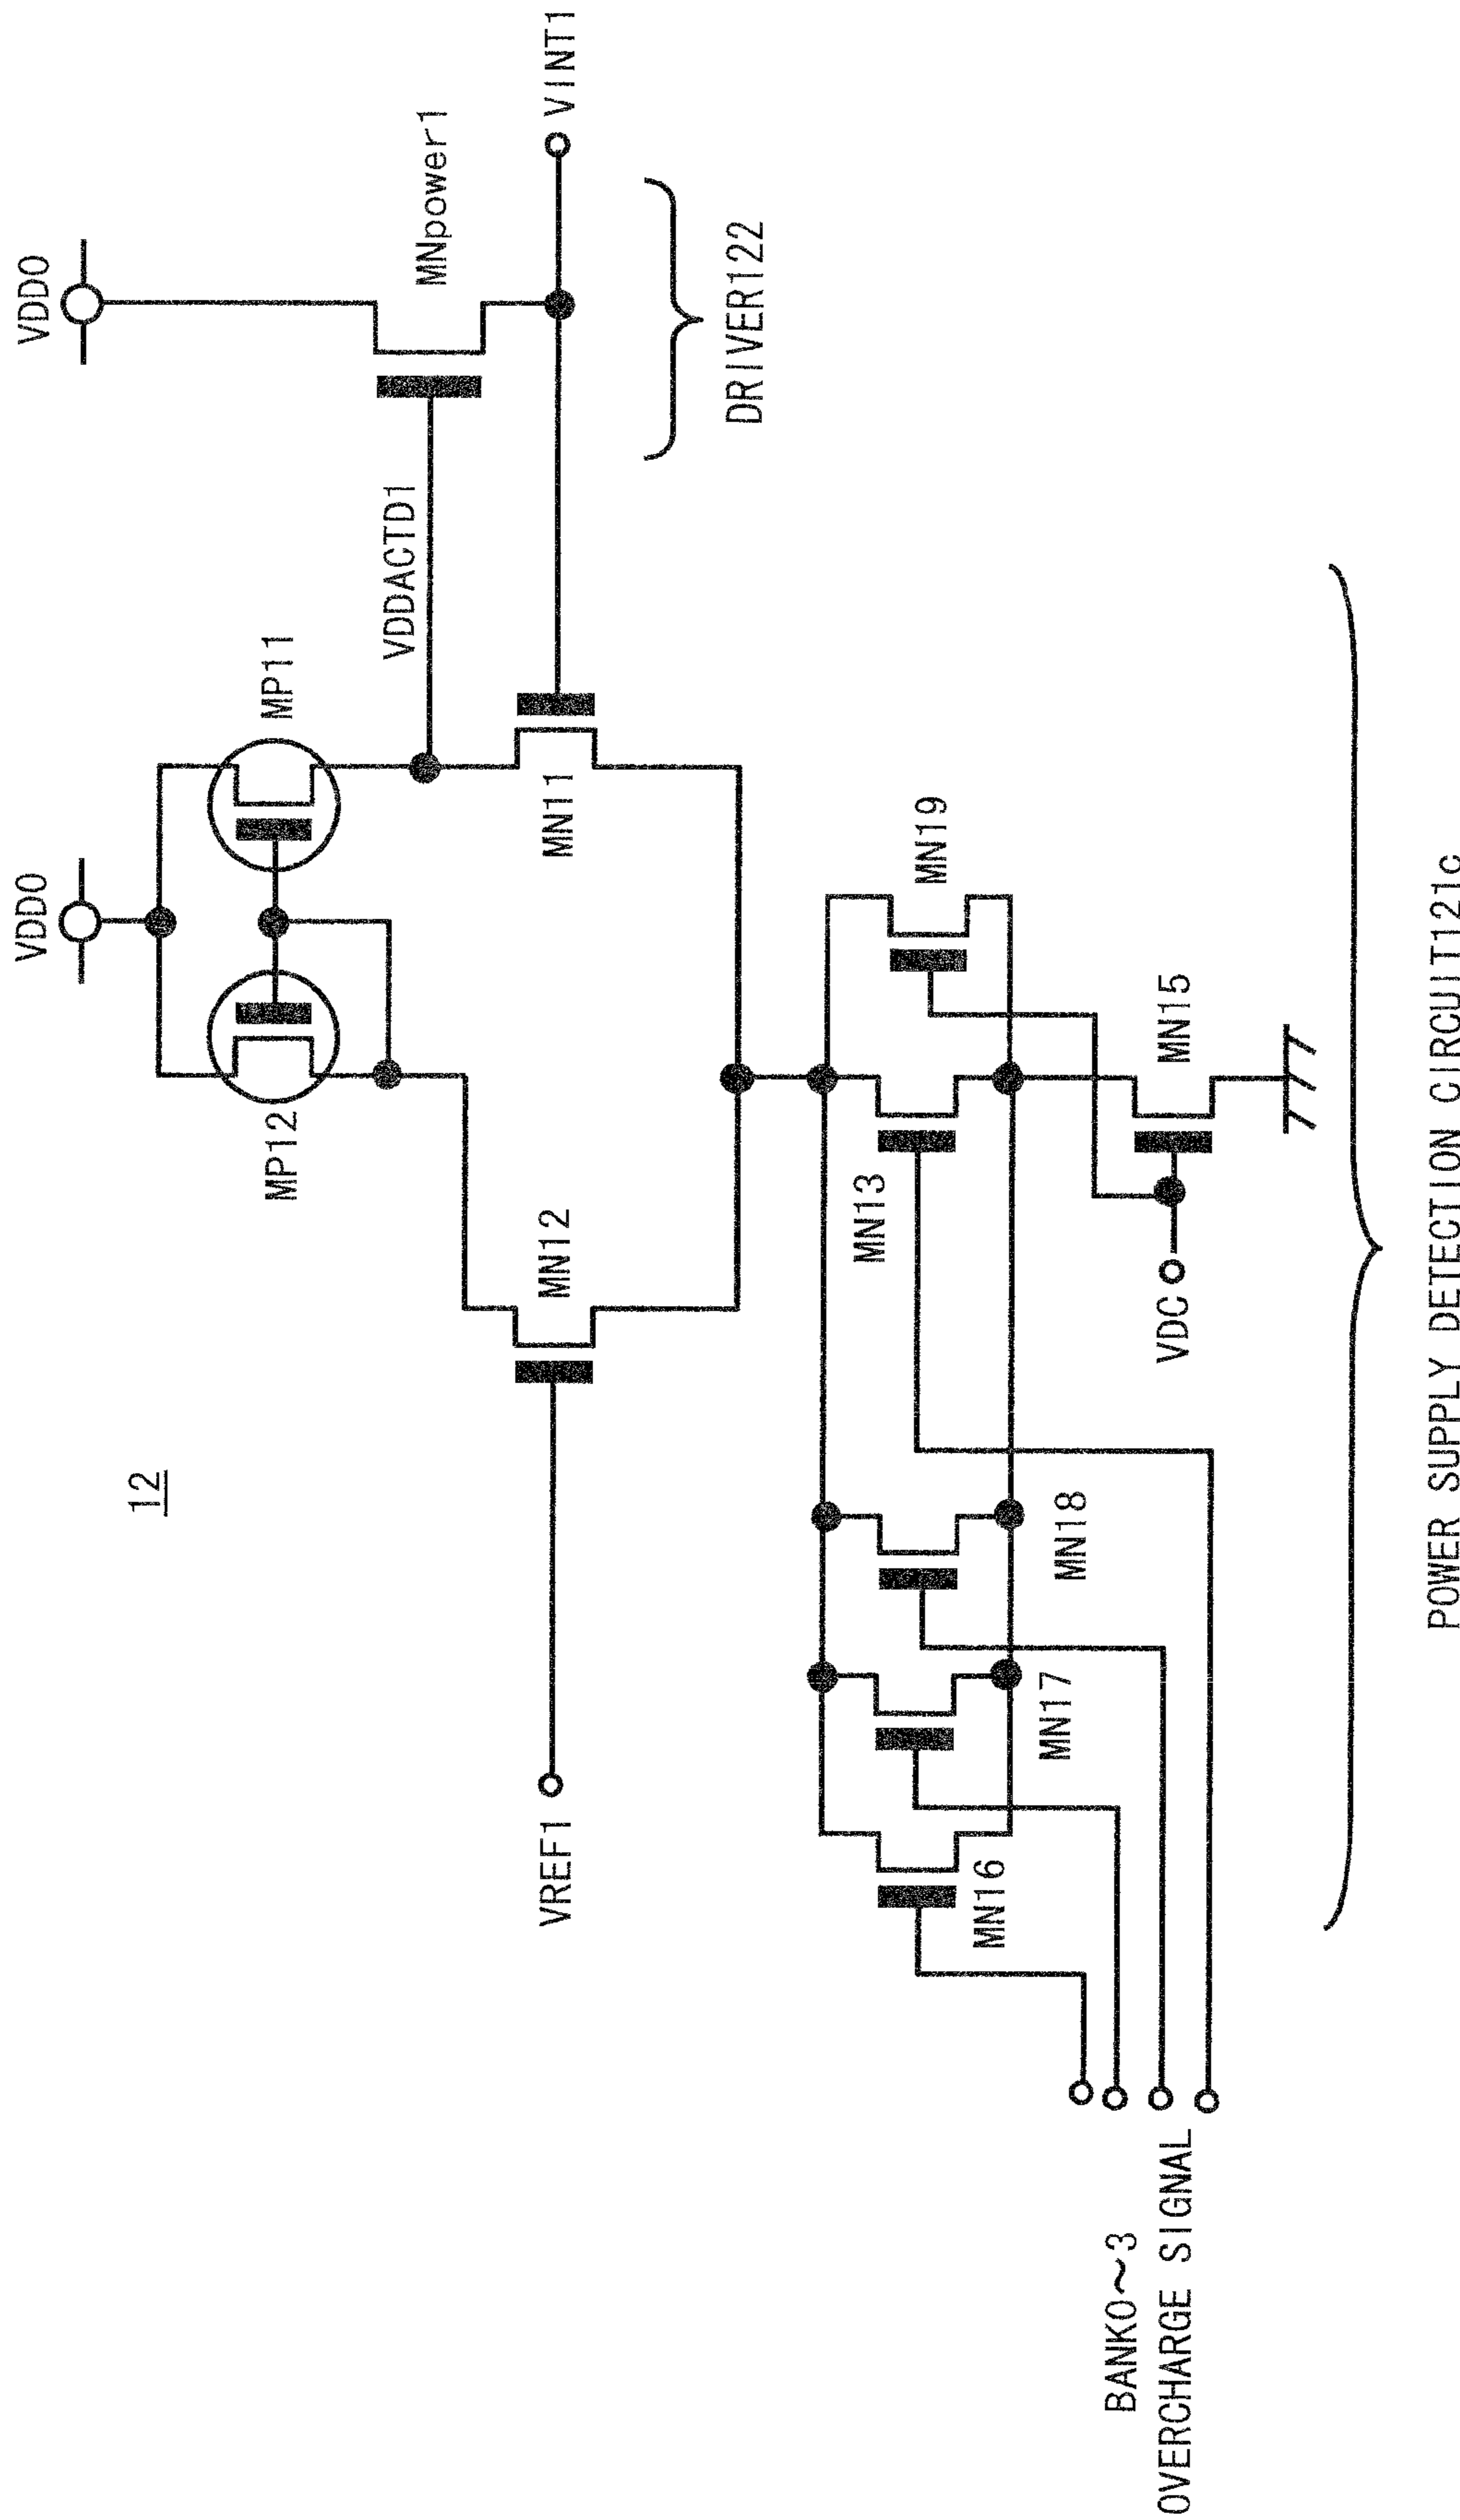 12
VDD0
VDD0
MP12
MP11
VDDACTD1
MNpower1
VREF1
MN12
MN11
VINT1
DRIVER122
MN16
MN17
MN18
MN13
MN19
BANK0~3
OVERCHARGE SIGNAL
VDC
MN15
POWER SUPPLY DETECTION CIRCUIT121c